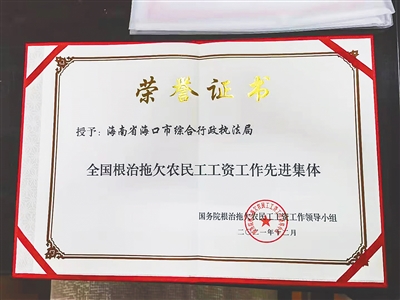 荣誉证书
授予：海南省海口市综合行政执法局
全国根治拖欠农民工工资工作先进集体
国务院根治拖欠农民工工资工作领导小组
二〇二一年十二月